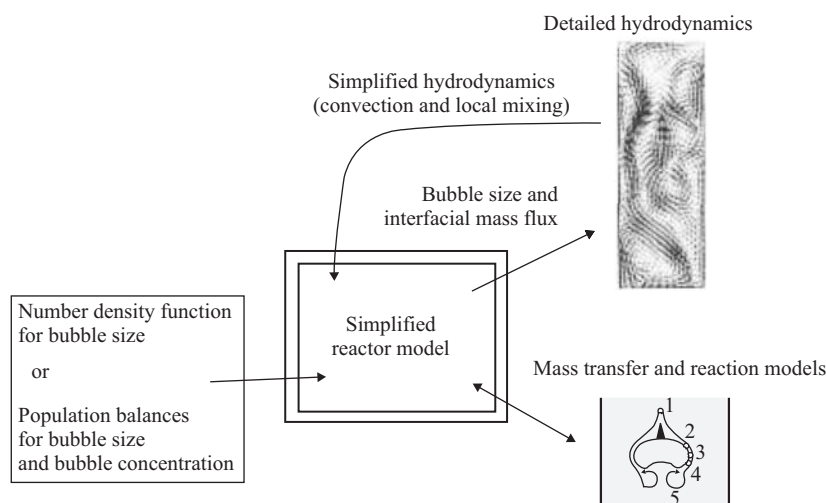 Detailed hydrodynamics
Simplified hydrodynamics
(convection and local mixing)
Bubble size and
interfacial mass flux
Number density function
for bubble size
or
Population balances
for bubble size
and bubble concentration
Simplified
reactor model
Mass transfer and reaction models
1
2
3
4
5